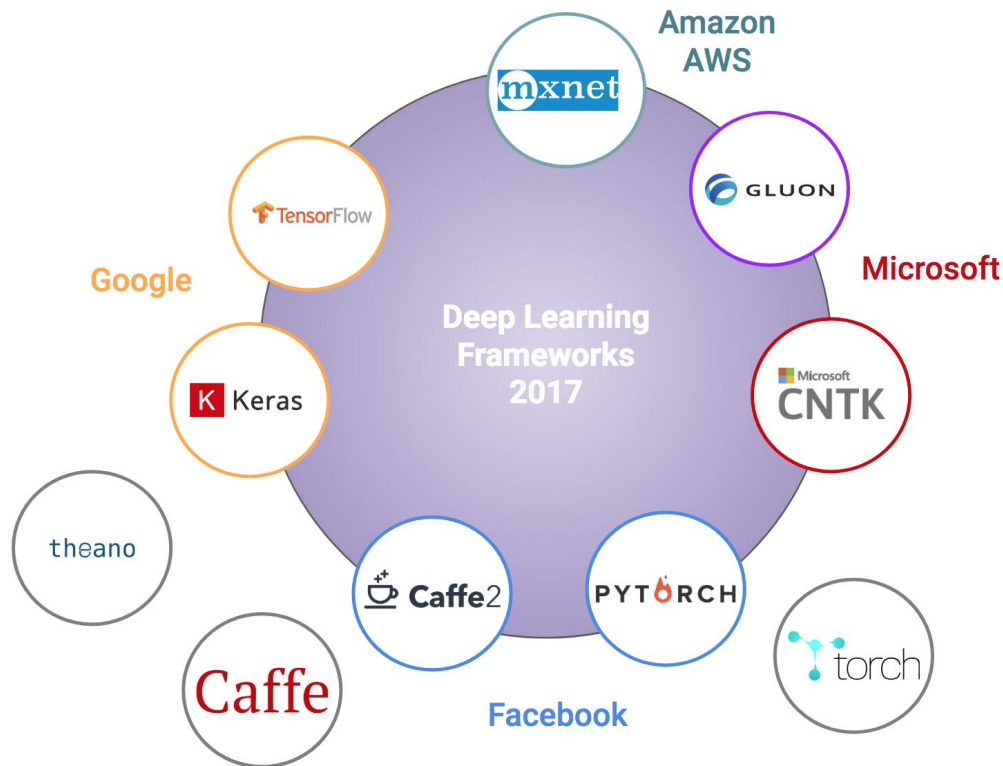 Amazon
AWS
mxnet
GLUON
TensorFlow
Google
Microsoft
Deep Learning
Frameworks
2017
Microsoft
CNTK
K Keras
theano
Caffe2
PYTORCH
torch
Caffe
Facebook